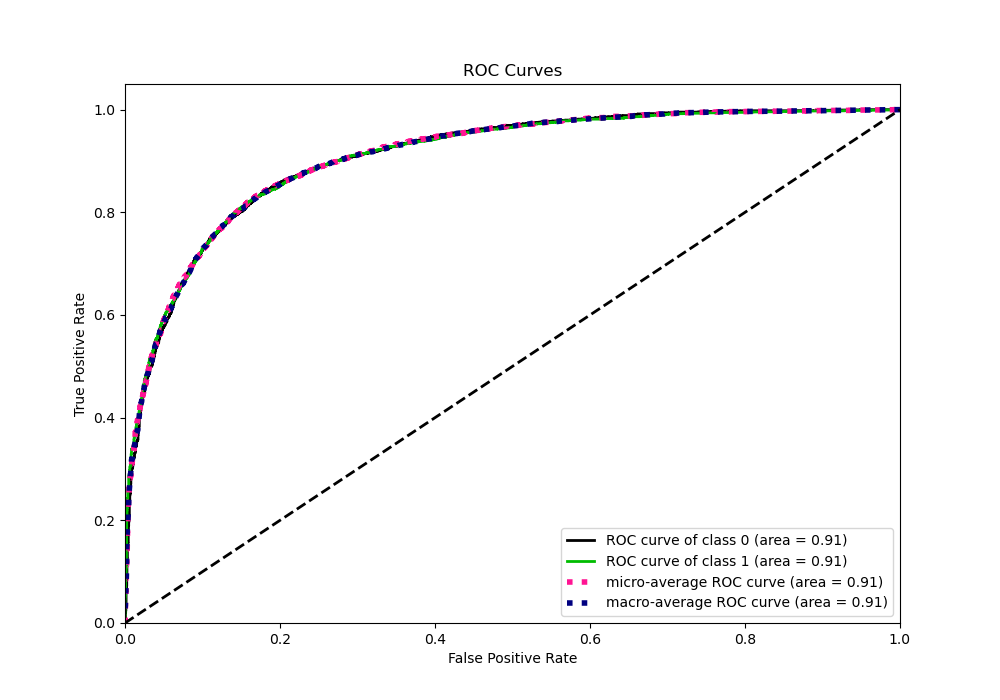 ROC Curves
True Positive Rate
1.0
0.8
0.6
0.4
0.2
0.0
ROC curve of class 0 (area = 0.91)
ROC curve of class 1 (area = 0.91)
micro-average ROC curve (area = 0.91)
macro-average ROC curve (area = 0.91)
0.0 0.2 0.4 0.6 0.8 1.0
False Positive Rate